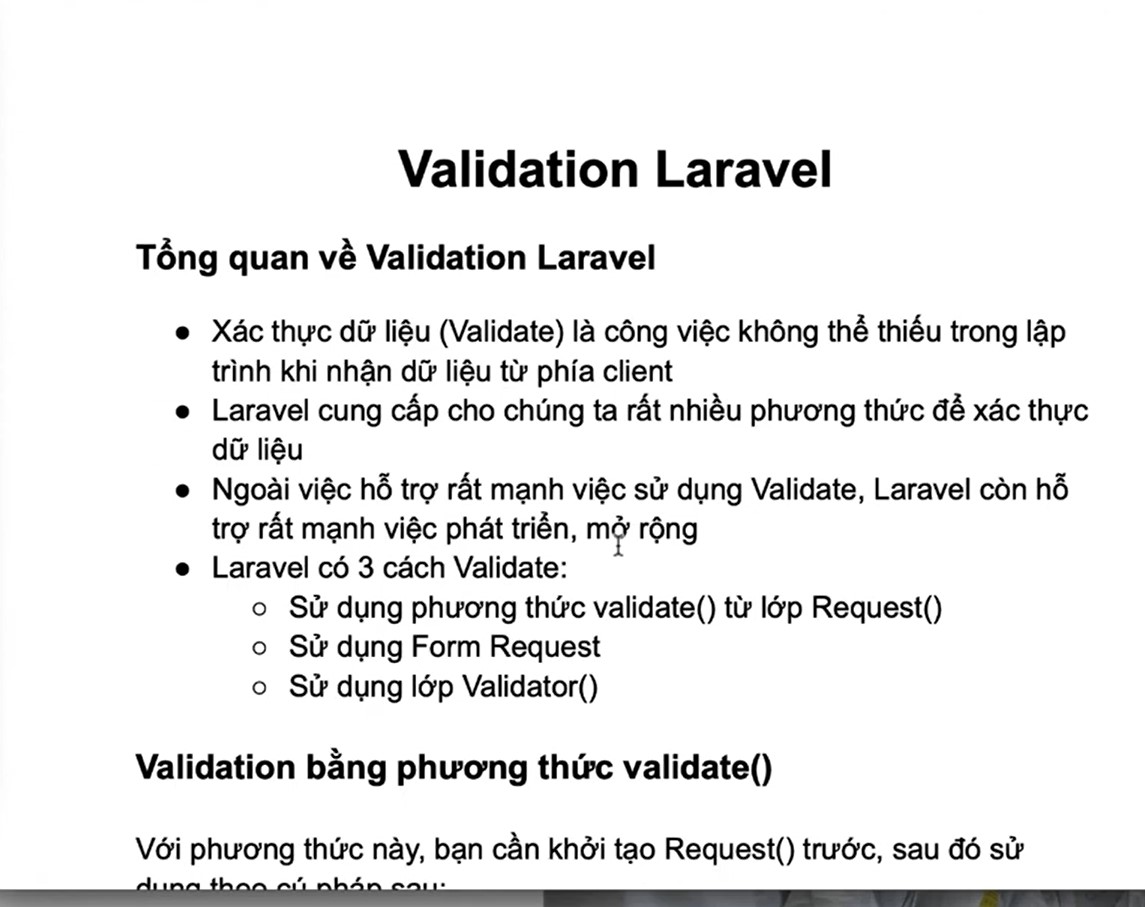 Validation Laravel
Tổng quan về Validation Laravel
● Xác thực dữ liệu (Validate) là công việc không thể thiếu trong lập
trình khi nhận dữ liệu từ phía client
● Laravel cung cấp cho chúng ta rất nhiều phương thức để xác thực
dữ liệu
● Ngoài việc hỗ trợ rất mạnh việc sử dụng Validate, Laravel còn hỗ
trợ rất mạnh việc phát triển, mở rộng
● Laravel có 3 cách Validate:
○ Sử dụng phương thức validate() từ lớp Request()
○ Sử dụng Form Request
○ Sử dụng lớp Validator()
Validation bằng phương thức validate()
Với phương thức này, bạn cần khởi tạo Request() trước, sau đó sử
dụng theo cú pháp sau: